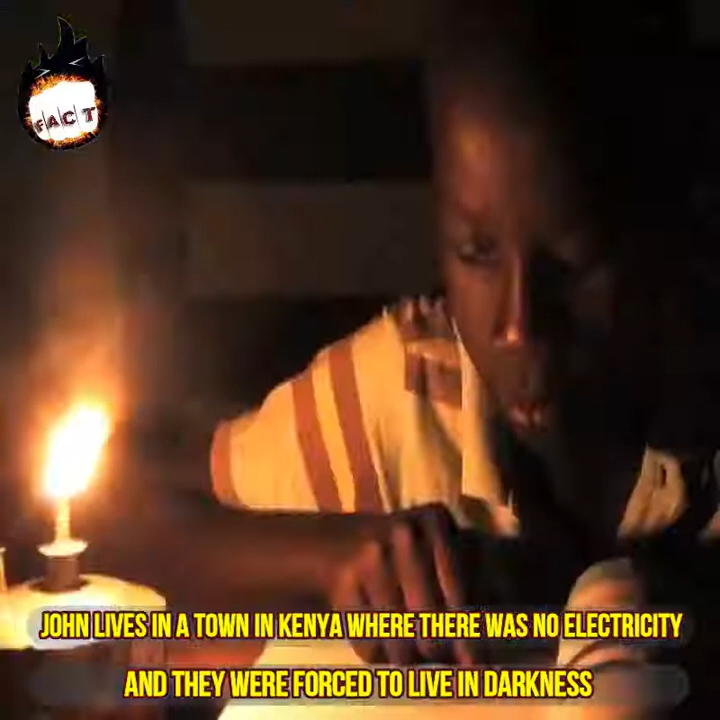 FACT
JOHN LIVES IN A TOWN IN KENYA WHERE THERE WAS NO ELECTRICITY
AND THEY WERE FORCED TO LIVE IN DARKNESS